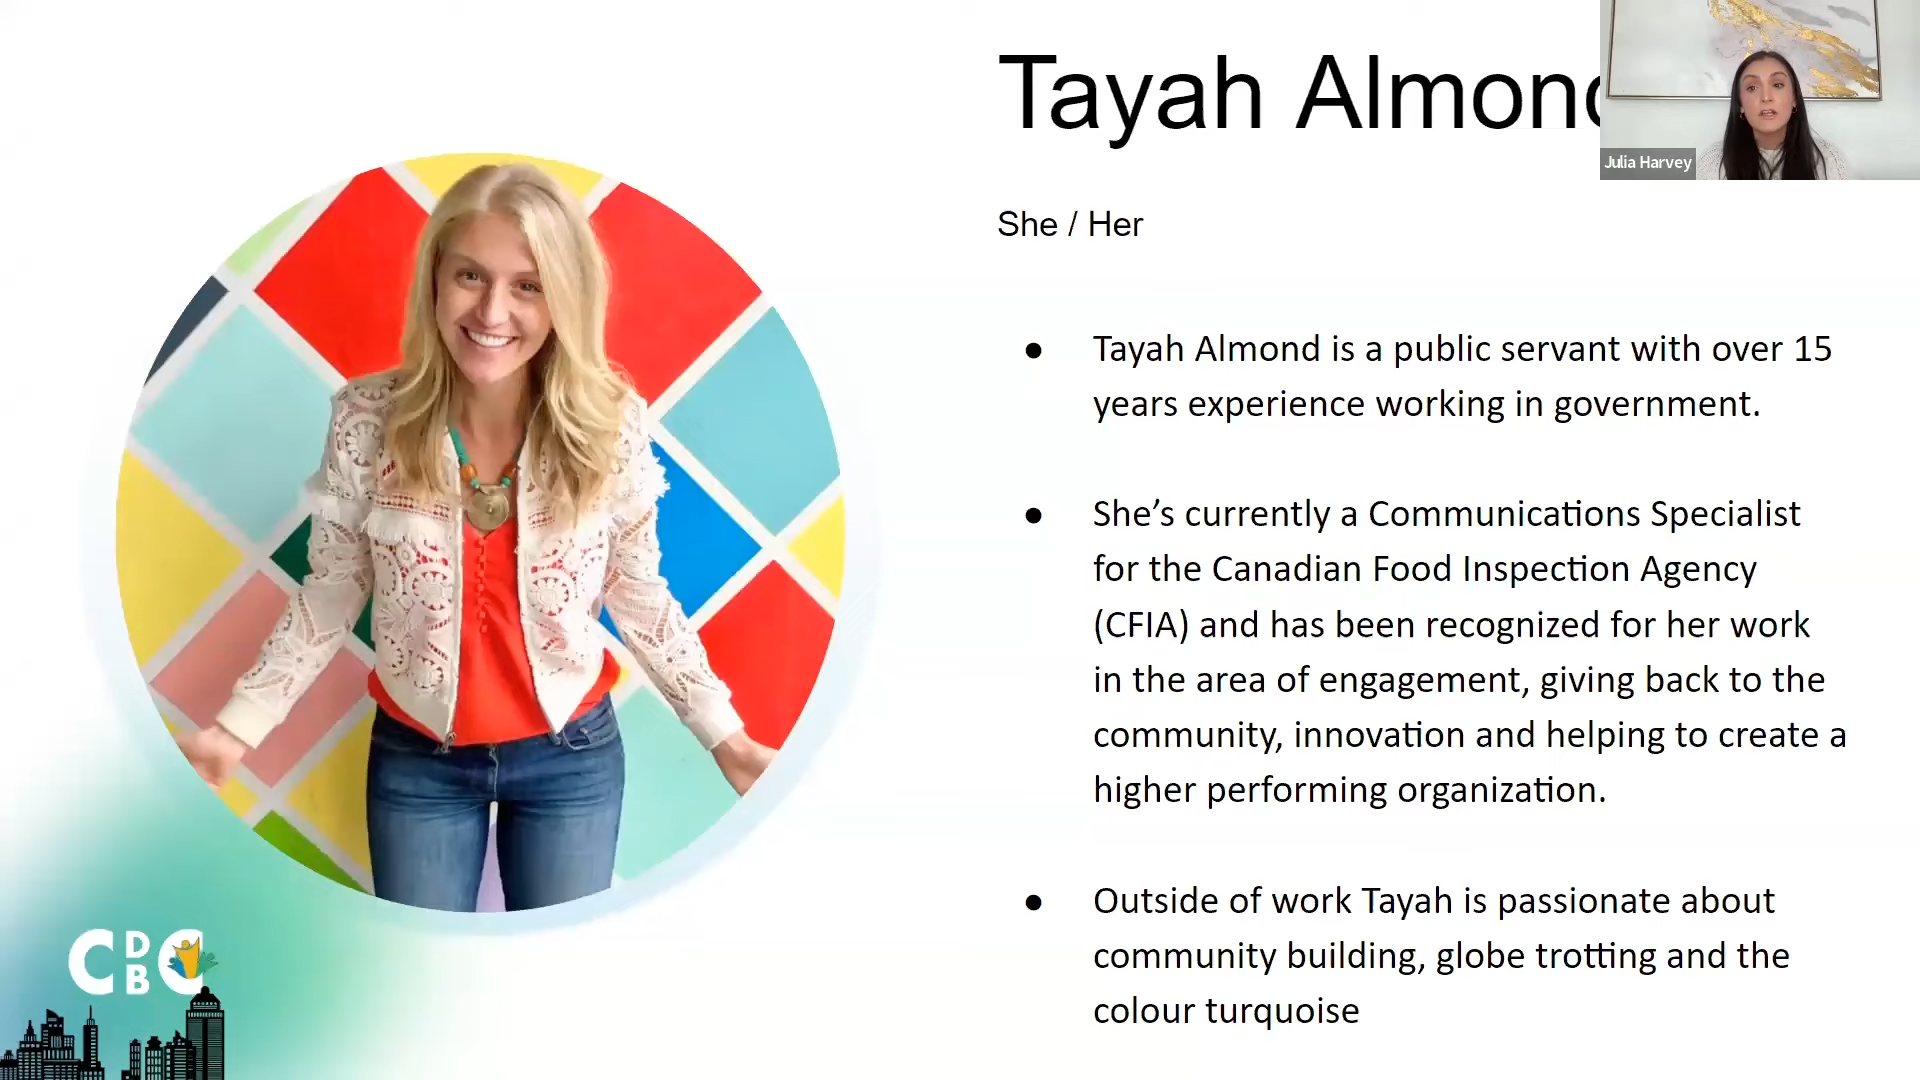 Tayah Almond
Julia Harvey
She / Her
● Tayah Almond is a public servant with over 15
years experience working in government.
● She’s currently a Communications Specialist
for the Canadian Food Inspection Agency
(CFIA) and has been recognized for her work
in the area of engagement, giving back to the
community, innovation and helping to create a
higher performing organization.
● Outside of work Tayah is passionate about
community building, globe trotting and the
colour turquoise
CDBC